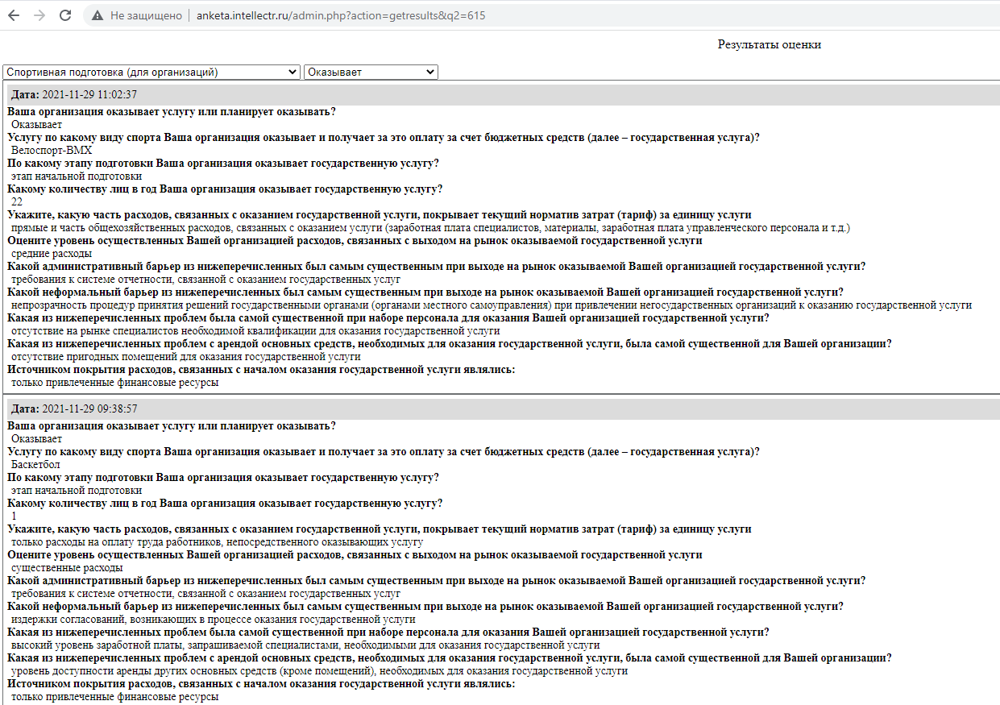 Не защищено anketa.intellectr.ru/admin.php?action=getresults&q2=615
Результаты оценки
Спортивная подготовка (для организаций) Оказывает
Дата: 2021-11-29 11:02:37
Ваша организация оказывает услугу или планирует оказывать?
Оказывает
Услугу по какому виду спорта Ваша организация оказывает и получает за это оплату за счет бюджетных средств (далее – государственная услуга)?
Велоспорт-BMX
По какому этапу подготовки Ваша организация оказывает государственную услугу?
этап начальной подготовки
Какому количеству лиц в год Ваша организация оказывает государственную услугу?
22
Укажите, какую часть расходов, связанных с оказанием государственной услуги, покрывает текущий норматив затрат (тариф) за единицу услуги
прямые и часть общехозяйственных расходов, связанных с оказанием услуги (заработная плата специалистов, материалы, заработная плата управленческого персонала и т.д.)
Оцените уровень осуществленных Вашей организацией расходов, связанных с выходом на рынок оказываемой государственной услуги
средние расходы
Какой административный барьер из нижеперечисленных был самым существенным при выходе на рынок оказываемой Вашей организацией государственной услуги?
требования к системе отчетности, связанной с оказанием государственных услуг
Какой неформальный барьер из нижеперечисленных был самым существенным при выходе на рынок оказываемой Вашей организацией государственной услуги?
непрозрачность процедур принятия решений государственными органами (органами местного самоуправления) при привлечении негосударственных организаций к оказанию государственной услуги
Какая из нижеперечисленных проблем была самой существенной при наборе персонала для оказания Вашей организацией государственной услуги?
отсутствие на рынке специалистов необходимой квалификации для оказания государственной услуги
Какая из нижеперечисленных проблем с арендой основных средств, необходимых для оказания государственной услуги, была самой существенной для Вашей организации?
отсутствие пригодных помещений для оказания государственной услуги
Источником покрытия расходов, связанных с началом оказания государственной услуги являлись:
только привлеченные финансовые ресурсы
Дата: 2021-11-29 09:38:57
Ваша организация оказывает услугу или планирует оказывать?
Оказывает
Услугу по какому виду спорта Ваша организация оказывает и получает за это оплату за счет бюджетных средств (далее – государственная услуга)?
Баскетбол
По какому этапу подготовки Ваша организация оказывает государственную услугу?
этап начальной подготовки
Какому количеству лиц в год Ваша организация оказывает государственную услугу?
1
Укажите, какую часть расходов, связанных с оказанием государственной услуги, покрывает текущий норматив затрат (тариф) за единицу услуги
только расходы на оплату труда работников, непосредственного оказывающих услугу
Оцените уровень осуществленных Вашей организацией расходов, связанных с выходом на рынок оказываемой государственной услуги
существенные расходы
Какой административный барьер из нижеперечисленных был самым существенным при выходе на рынок оказываемой Вашей организацией государственной услуги?
требования к системе отчетности, связанной с оказанием государственных услуг
Какой неформальный барьер из нижеперечисленных был самым существенным при выходе на рынок оказываемой Вашей организацией государственной услуги?
издержки согласований, возникающих в процессе оказания государственной услуги
Какая из нижеперечисленных проблем была самой существенной при наборе персонала для оказания Вашей организацией государственной услуги?
высокий уровень заработной платы, запрашиваемой специалистами, необходимыми для оказания государственной услуги
Какая из нижеперечисленных проблем с арендой основных средств, необходимых для оказания государственной услуги, была самой существенной для Вашей организации?
уровень доступности аренды других основных средств (кроме помещений), необходимых для оказания государственной услуги
Источником покрытия расходов, связанных с началом оказания государственной услуги являлись:
только привлеченные финансовые ресурсы